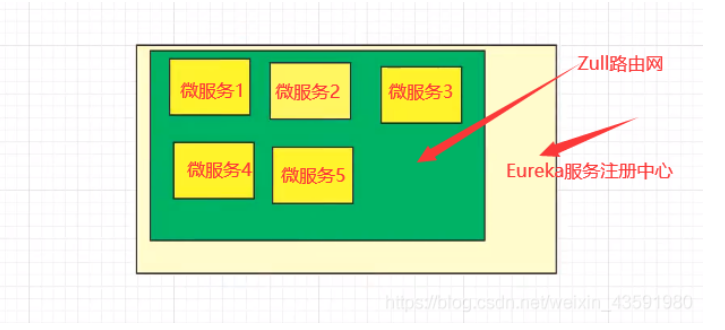 Zull路由网
微服务1
微服务2
微服务3
微服务4
微服务5
Eureka服务注册中心
https://blog.csdn.net/weixin_43591980